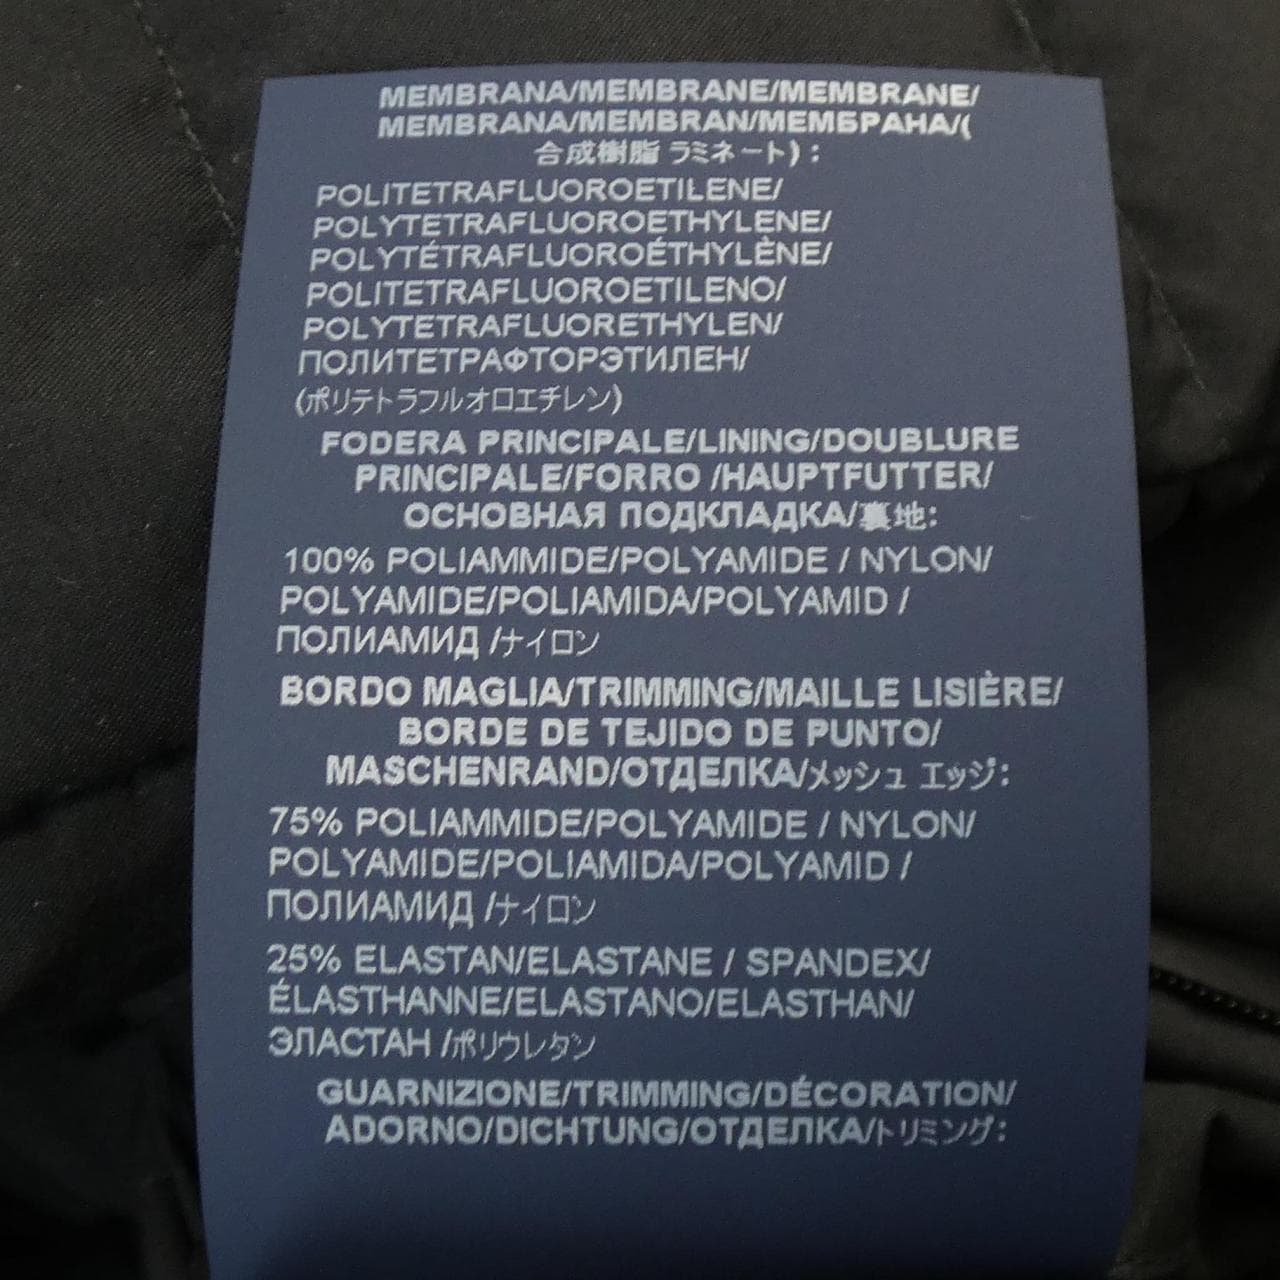 MEMBRANA/MEMBRANE/MEMBRANE/
MEMBRANA/MEMBRAN/МЕМБРАНА/(
合成樹脂 ラミネート) :
POLITETRAFLUOROETILENE/
POLYTETRAFLUOROETHYLENE/
POLYTÉTRAFLUOROÉTHYLÈNE/
POLITETRAFLUOROETILENO/
POLYTETRAFLUORETHYLEN/
ПОЛИТЕТРАФТОРЭТИЛЕН/
(ポリテトラフルオロエチレン)
FODERA PRINCIPALE/LINING/DOUBLURE
PRINCIPALE/FORRO /HAUPTFUTTER/
ОСНОВНАЯ ПОДКЛАДКА/裏地:
100% POLIAMMIDE/POLYAMIDE / NYLON/
POLYAMIDE/POLIAMIDA/POLYAMID /
ПОЛИАМИД /ナイロン
BORDO MAGLIA/TRIMMING/MAILLE LISIÈRE/
BORDE DE TEJIDO DE PUNTO/
MASCHENRAND/ОТДЕЛКА/メッシュ エッジ:
75% POLIAMMIDE/POLYAMIDE / NYLON/
POLYAMIDE/POLIAMIDA/POLYAMID /
ПОЛИАМИД /ナイロン
25% ELASTAN/ELASTANE / SPANDEX/
ÉLASTHANNE/ELASTANO/ELASTHAN/
ЭЛАСТАН /ポリウレタン
GUARNIZIONE/TRIMMING/DÉCORATION/
ADORNO/DICHTUNG/ОТДЕЛКА/トリミング: